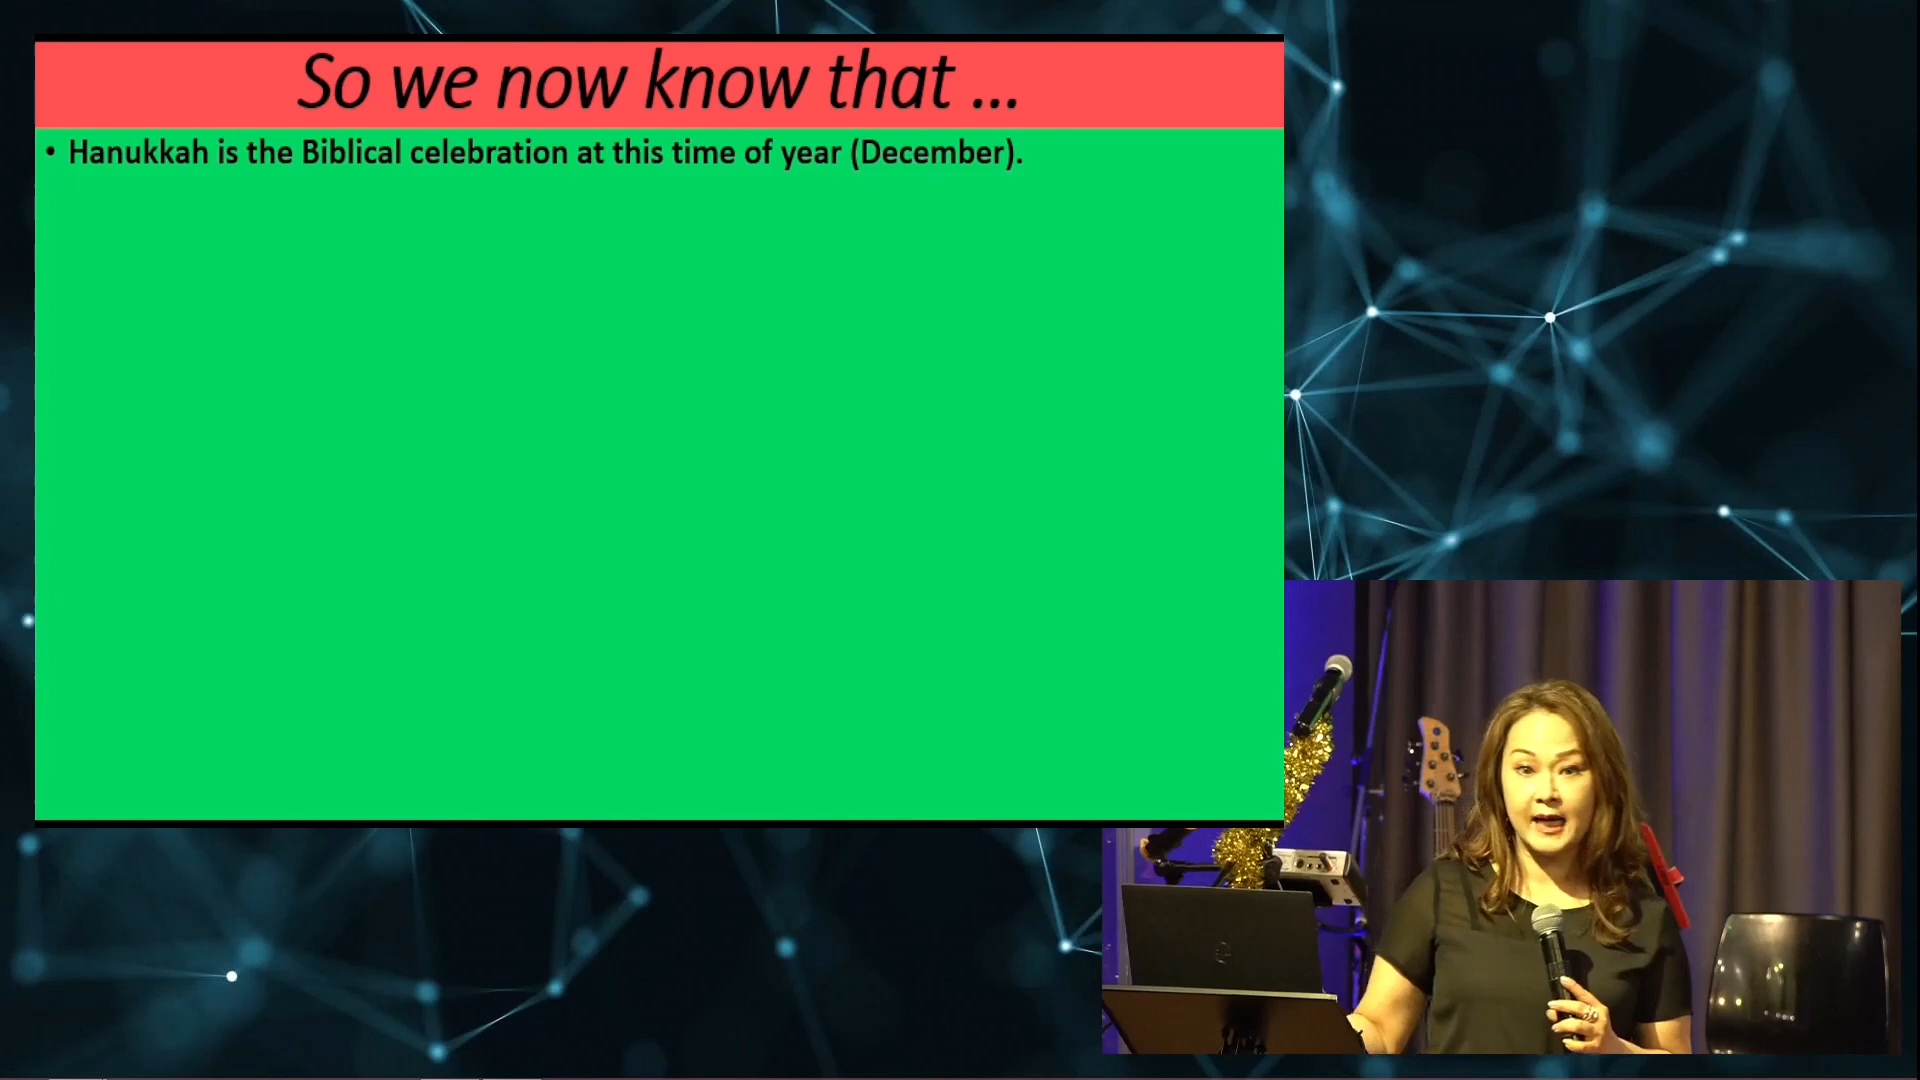 So we now know that ...
• Hanukkah is the Biblical celebration at this time of year (December).